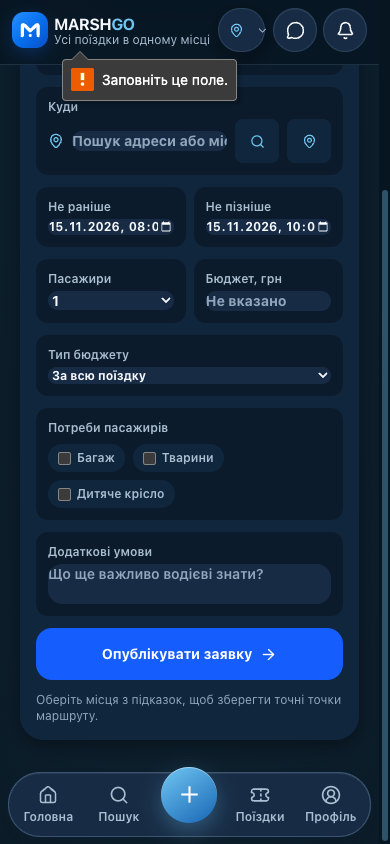 MARSHGO
Усі поїздки в одному місці
Заповніть це поле.
Куди
Пошук адреси або міс
Не раніше
Не пізніше
15.11.2026, 08:0
15.11.2026, 10:0
Пасажири
Бюджет, грн
1
Не вказано
Тип бюджету
За всю поїздку
Потреби пасажирів
Багаж
Тварини
Дитяче крісло
Додаткові умови
Що ще важливо водієві знати?
Опублікувати заявку →
Оберіть місця з підказок, щоб зберегти точні точки
маршруту.
Головна
Пошук
Поїздки
Профіль